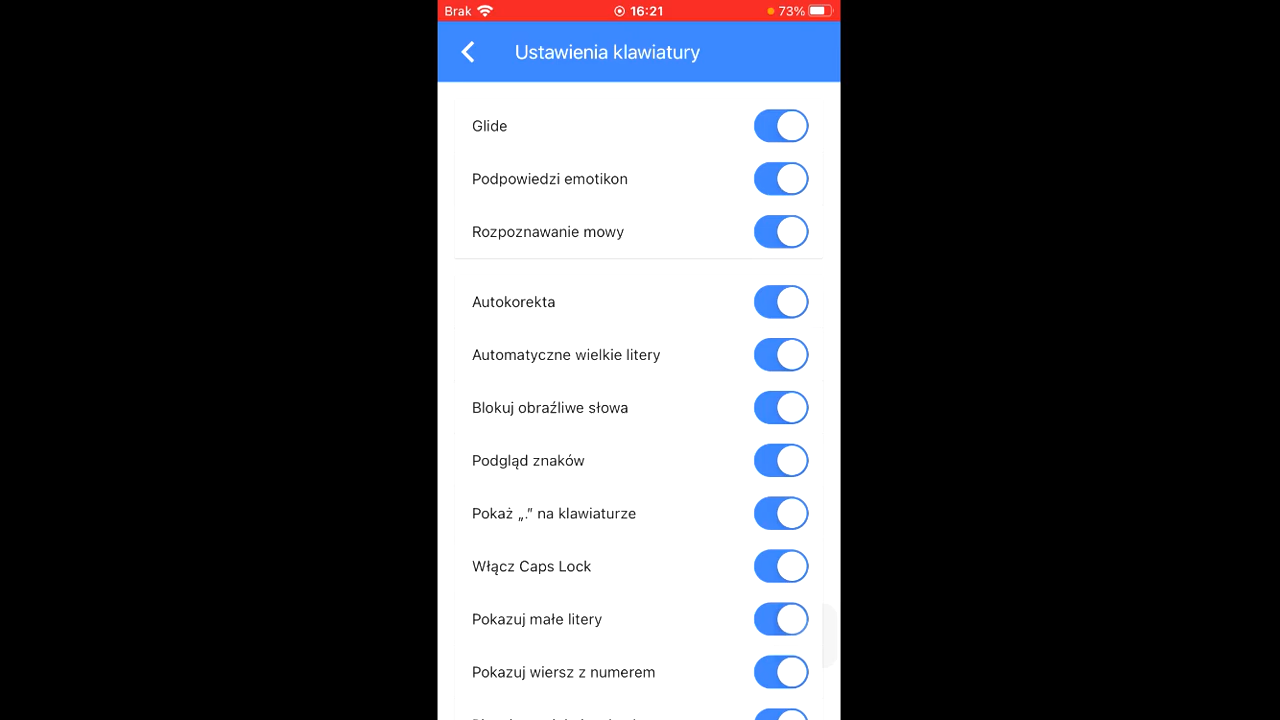 Brak 16:21 73%
Ustawienia klawiatury
Glide
Podpowiedzi emotikon
Rozpoznawanie mowy
Autokorekta
Automatyczne wielkie litery
Blokuj obraźliwe słowa
Podgląd znaków
Pokaż „.” na klawiaturze
Włącz Caps Lock
Pokazuj małe litery
Pokazuj wiersz z numerem